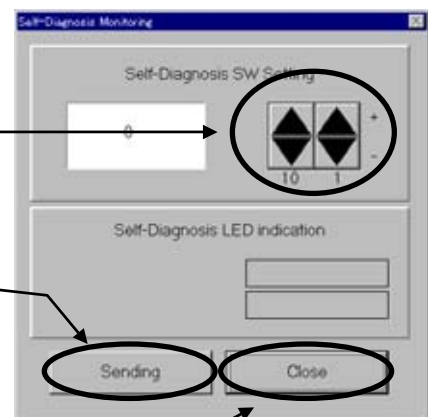 Self-Diagnosis Monitoring
Self-Diagnosis SW Setting
0
+
-
10 1
Self-Diagnosis LED indication
Sending Close